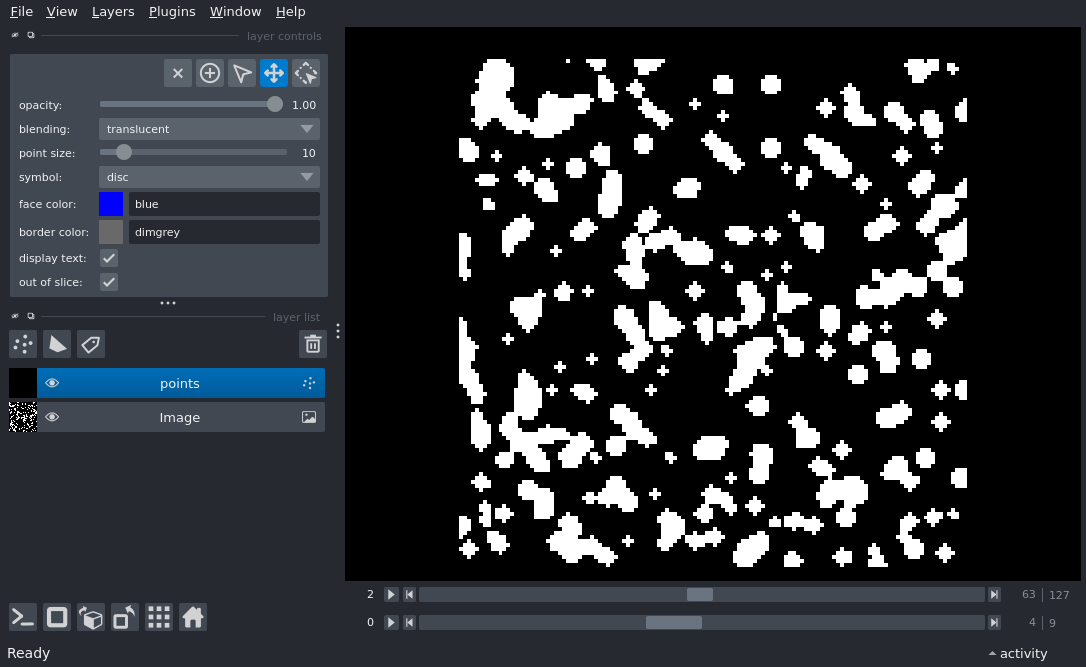 File View Layers Plugins Window Help
layer controls
opacity: 1.00
blending: translucent
point size: 10
symbol: disc
face color: blue
border color: dimgrey
display text:
out of slice:
layer list
points
Image
2 63 127
0 4 9
Ready activity